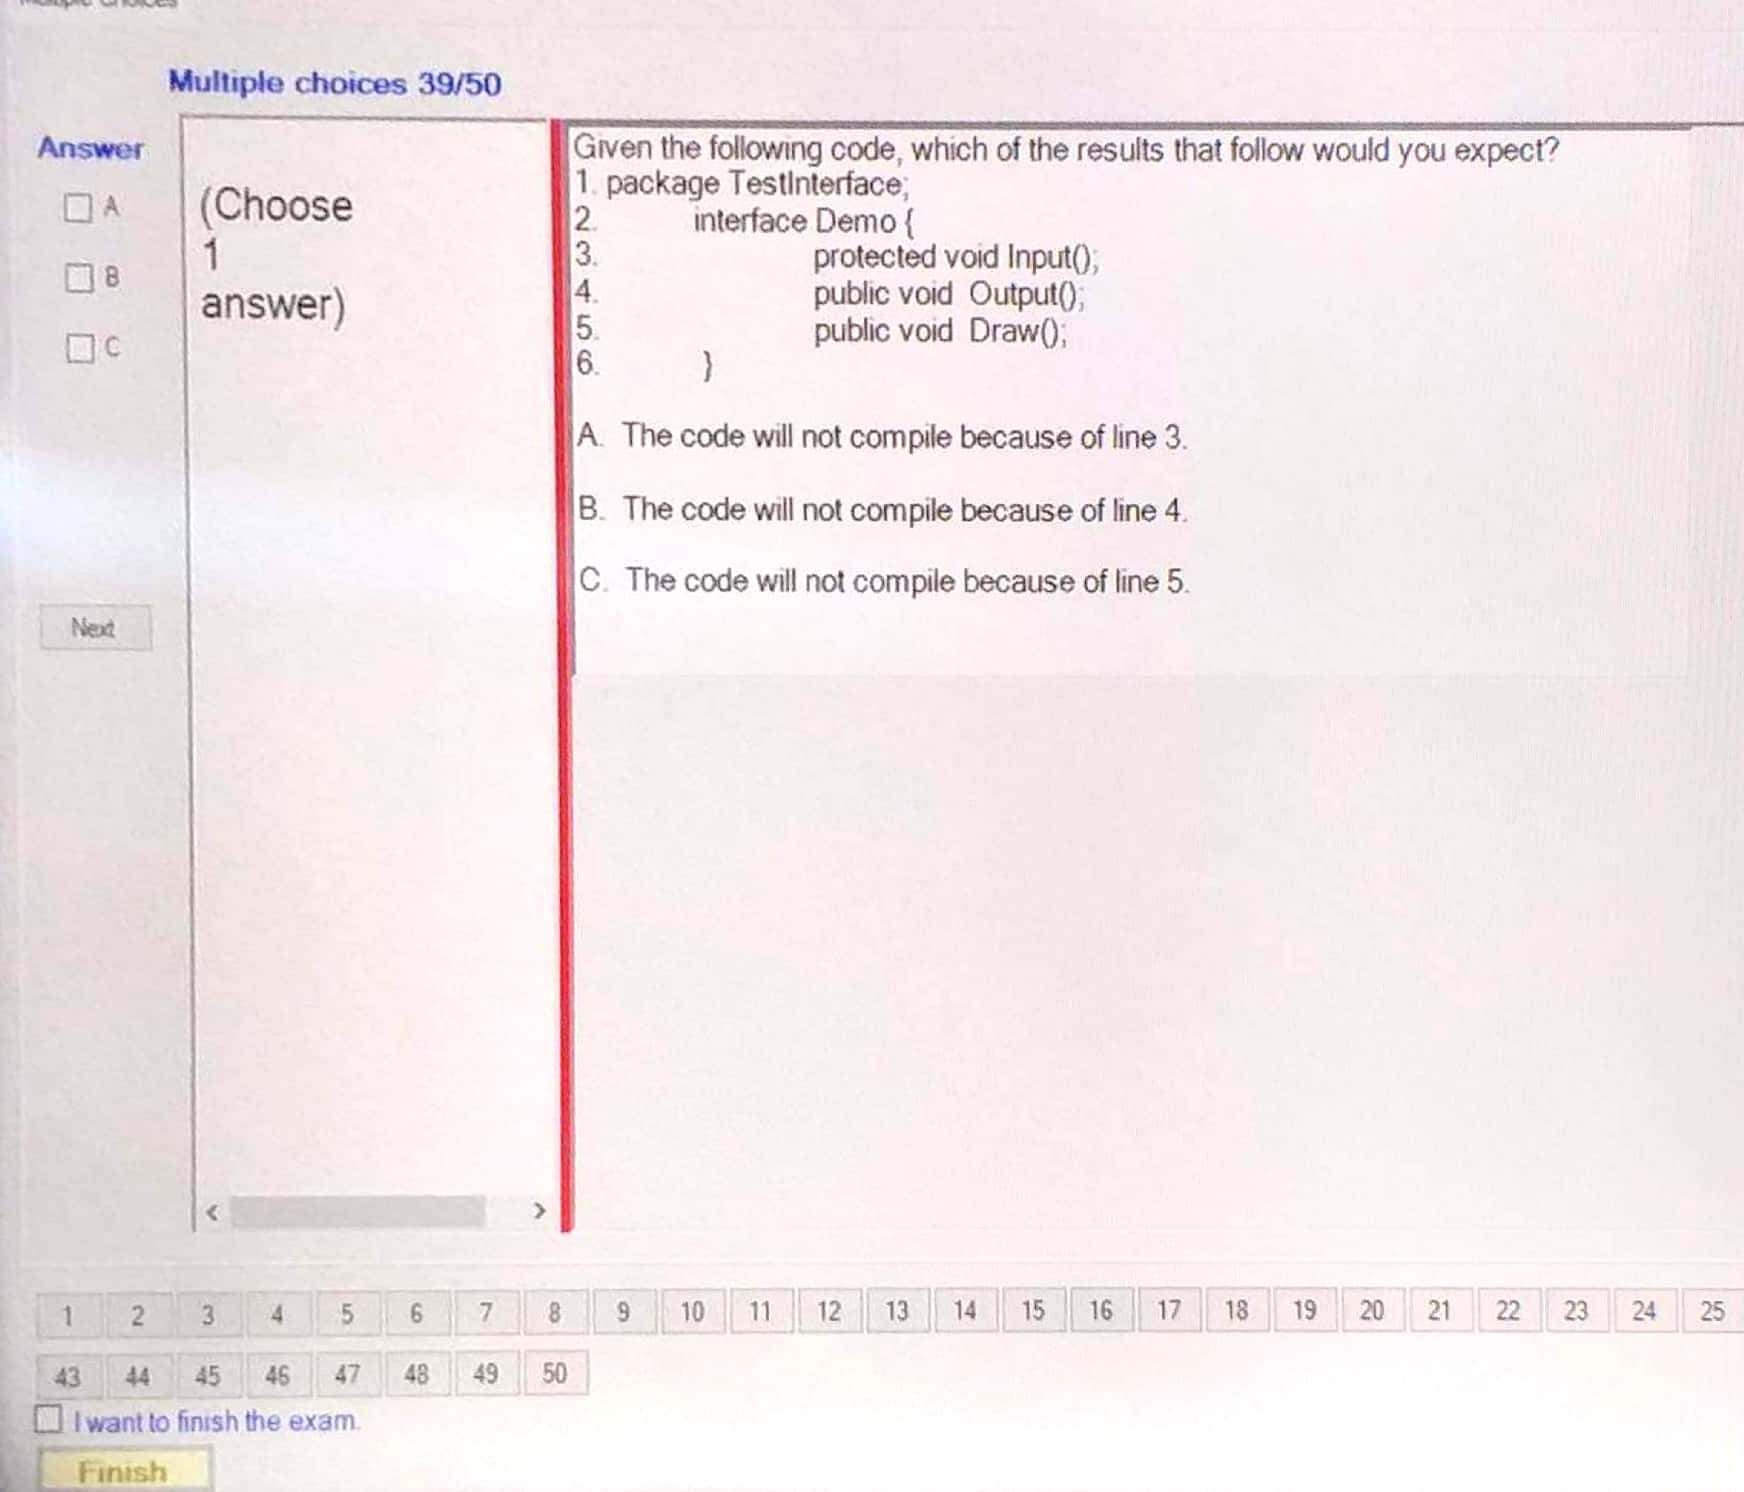 Multiple choices 39/50
Answer
A
B
C
(Choose
1
answer)
Next
Given the following code, which of the results that follow would you expect?
1. package TestInterface;
2. interface Demo {
3. protected void Input();
4. public void Output();
5. public void Draw();
6. }
A. The code will not compile because of line 3.
B. The code will not compile because of line 4.
C. The code will not compile because of line 5.
< >
1 2 3 4 5 6 7 8 9 10 11 12 13 14 15 16 17 18 19 20 21 22 23 24 25
43 44 45 46 47 48 49 50
I want to finish the exam.
Finish